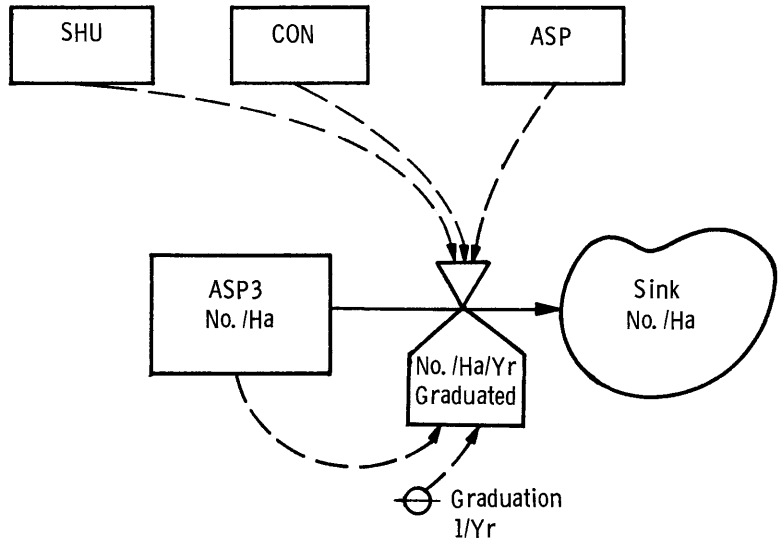 SHU
CON
ASP
ASP3
No. /Ha
Sink
No. /Ha
No. /Ha/Yr
Graduated
Graduation
1/Yr